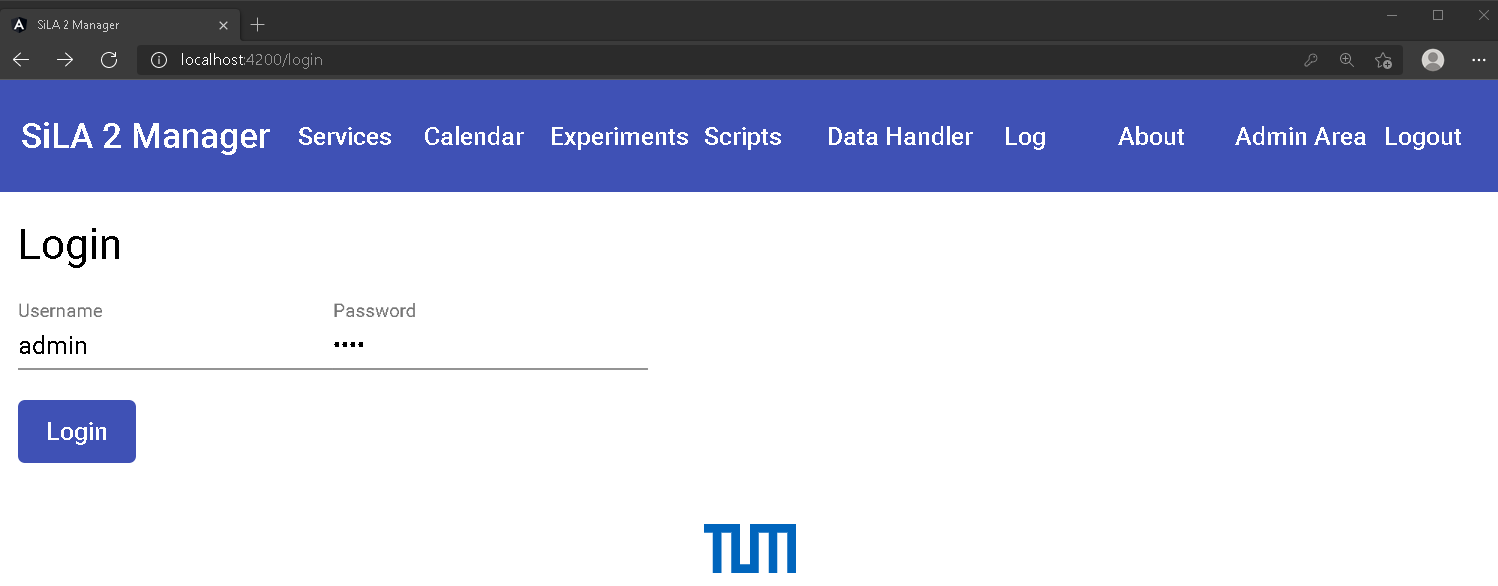 SiLA 2 Manager
localhost:4200/login
SiLA 2 Manager Services Calendar Experiments Scripts Data Handler Log About Admin Area Logout
Login
Username Password
admin ••••
Login
TUM